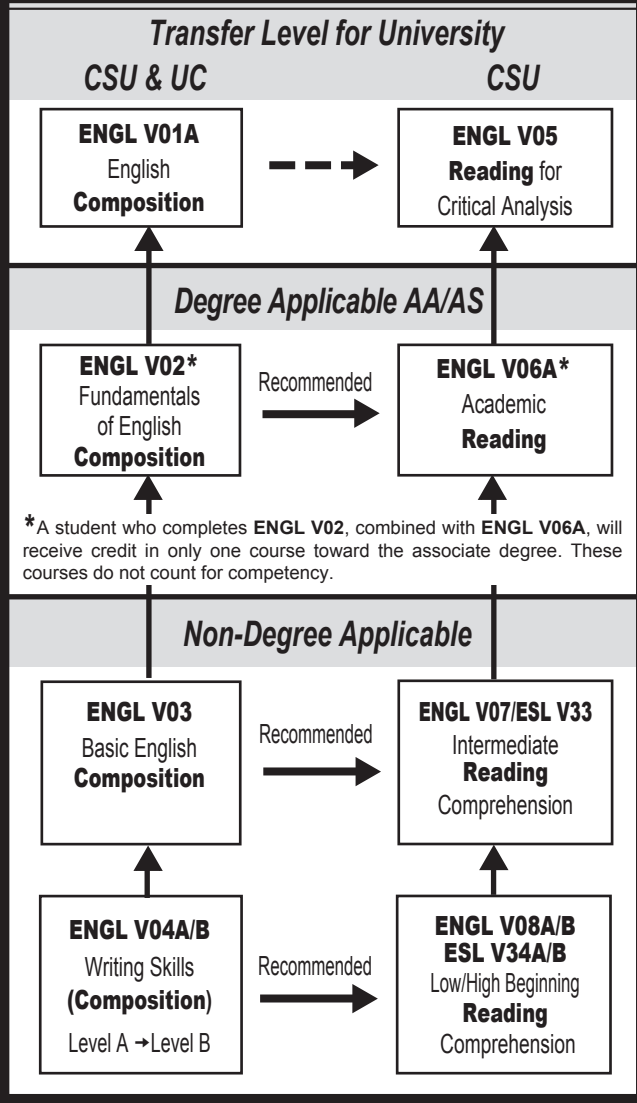 Transfer Level for University
CSU & UC
CSU
ENGL V01A
English
Composition
ENGL V05
Reading for
Critical Analysis
Degree Applicable AA/AS
ENGL V02*
Fundamentals
of English
Composition
Recommended
ENGL V06A*
Academic
Reading
*A student who completes ENGL V02, combined with ENGL V06A, will
receive credit in only one course toward the associate degree. These
courses do not count for competency.
Non-Degree Applicable
ENGL V03
Basic English
Composition
Recommended
ENGL V07/ESL V33
Intermediate
Reading
Comprehension
ENGL V04A/B
Writing Skills
(Composition)
Level A →Level B
Recommended
ENGL V08A/B
ESL V34A/B
Low/High Beginning
Reading
Comprehension